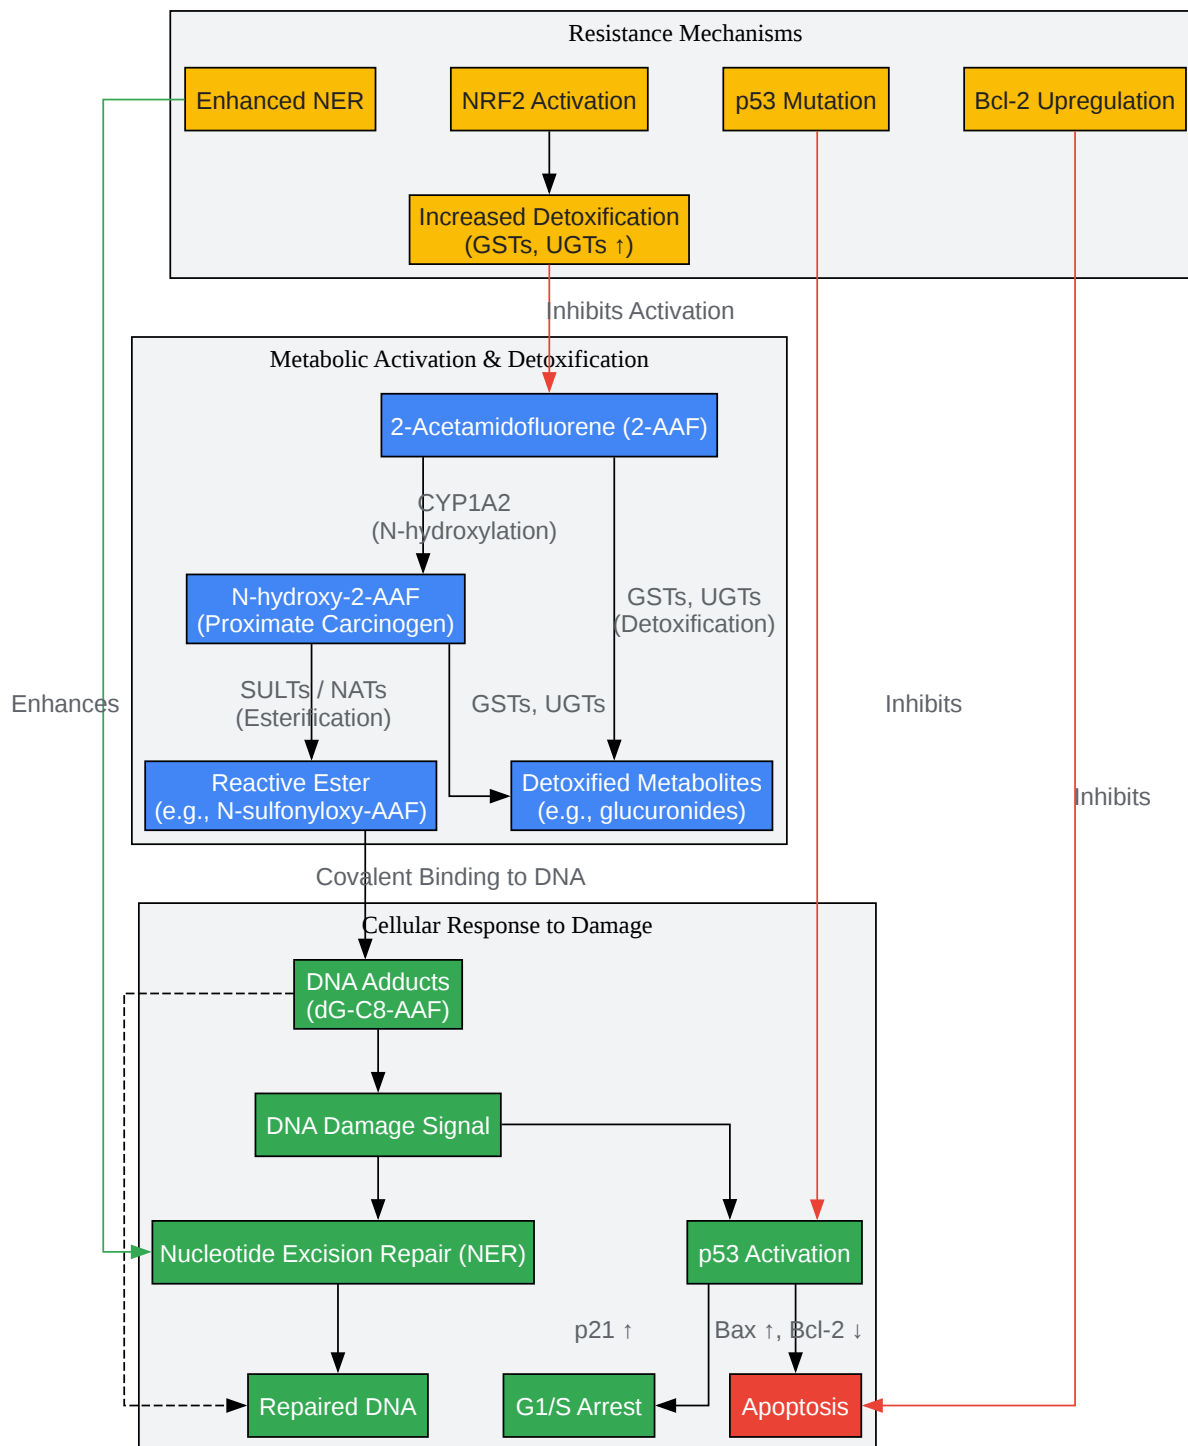 Resistance Mechanisms
Enhanced NER
NRF2 Activation
p53 Mutation
Bcl-2 Upregulation
Increased Detoxification
(GSTs, UGTs ↑)
Inhibits Activation
Metabolic Activation & Detoxification
2-Acetamidofluorene (2-AAF)
CYP1A2
(N-hydroxylation)
N-hydroxy-2-AAF
(Proximate Carcinogen)
GSTs, UGTs
(Detoxification)
Enhances
SULTs / NATs
(Esterification)
GSTs, UGTs
Inhibits
Reactive Ester
(e.g., N-sulfonyloxy-AAF)
Detoxified Metabolites
(e.g., glucuronides)
Inhibits
Covalent Binding to DNA
Cellular Response to Damage
DNA Adducts
(dG-C8-AAF)
DNA Damage Signal
Nucleotide Excision Repair (NER)
p53 Activation
p21 ↑
Bax ↑, Bcl-2 ↓
Repaired DNA
G1/S Arrest
Apoptosis